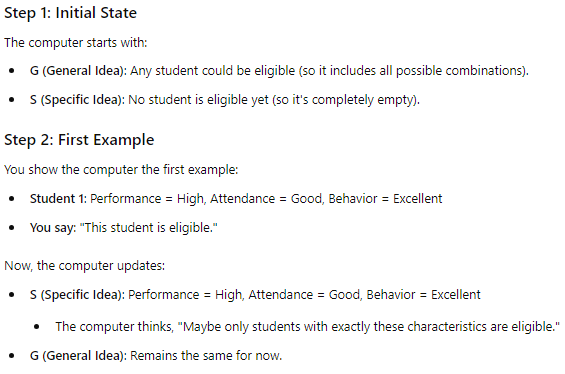 Step 1: Initial State
The computer starts with:
• G (General Idea): Any student could be eligible (so it includes all possible combinations).
• S (Specific Idea): No student is eligible yet (so it's completely empty).
Step 2: First Example
You show the computer the first example:
• Student 1: Performance = High, Attendance = Good, Behavior = Excellent
• You say: "This student is eligible."
Now, the computer updates:
• S (Specific Idea): Performance = High, Attendance = Good, Behavior = Excellent
• The computer thinks, "Maybe only students with exactly these characteristics are eligible."
• G (General Idea): Remains the same for now.